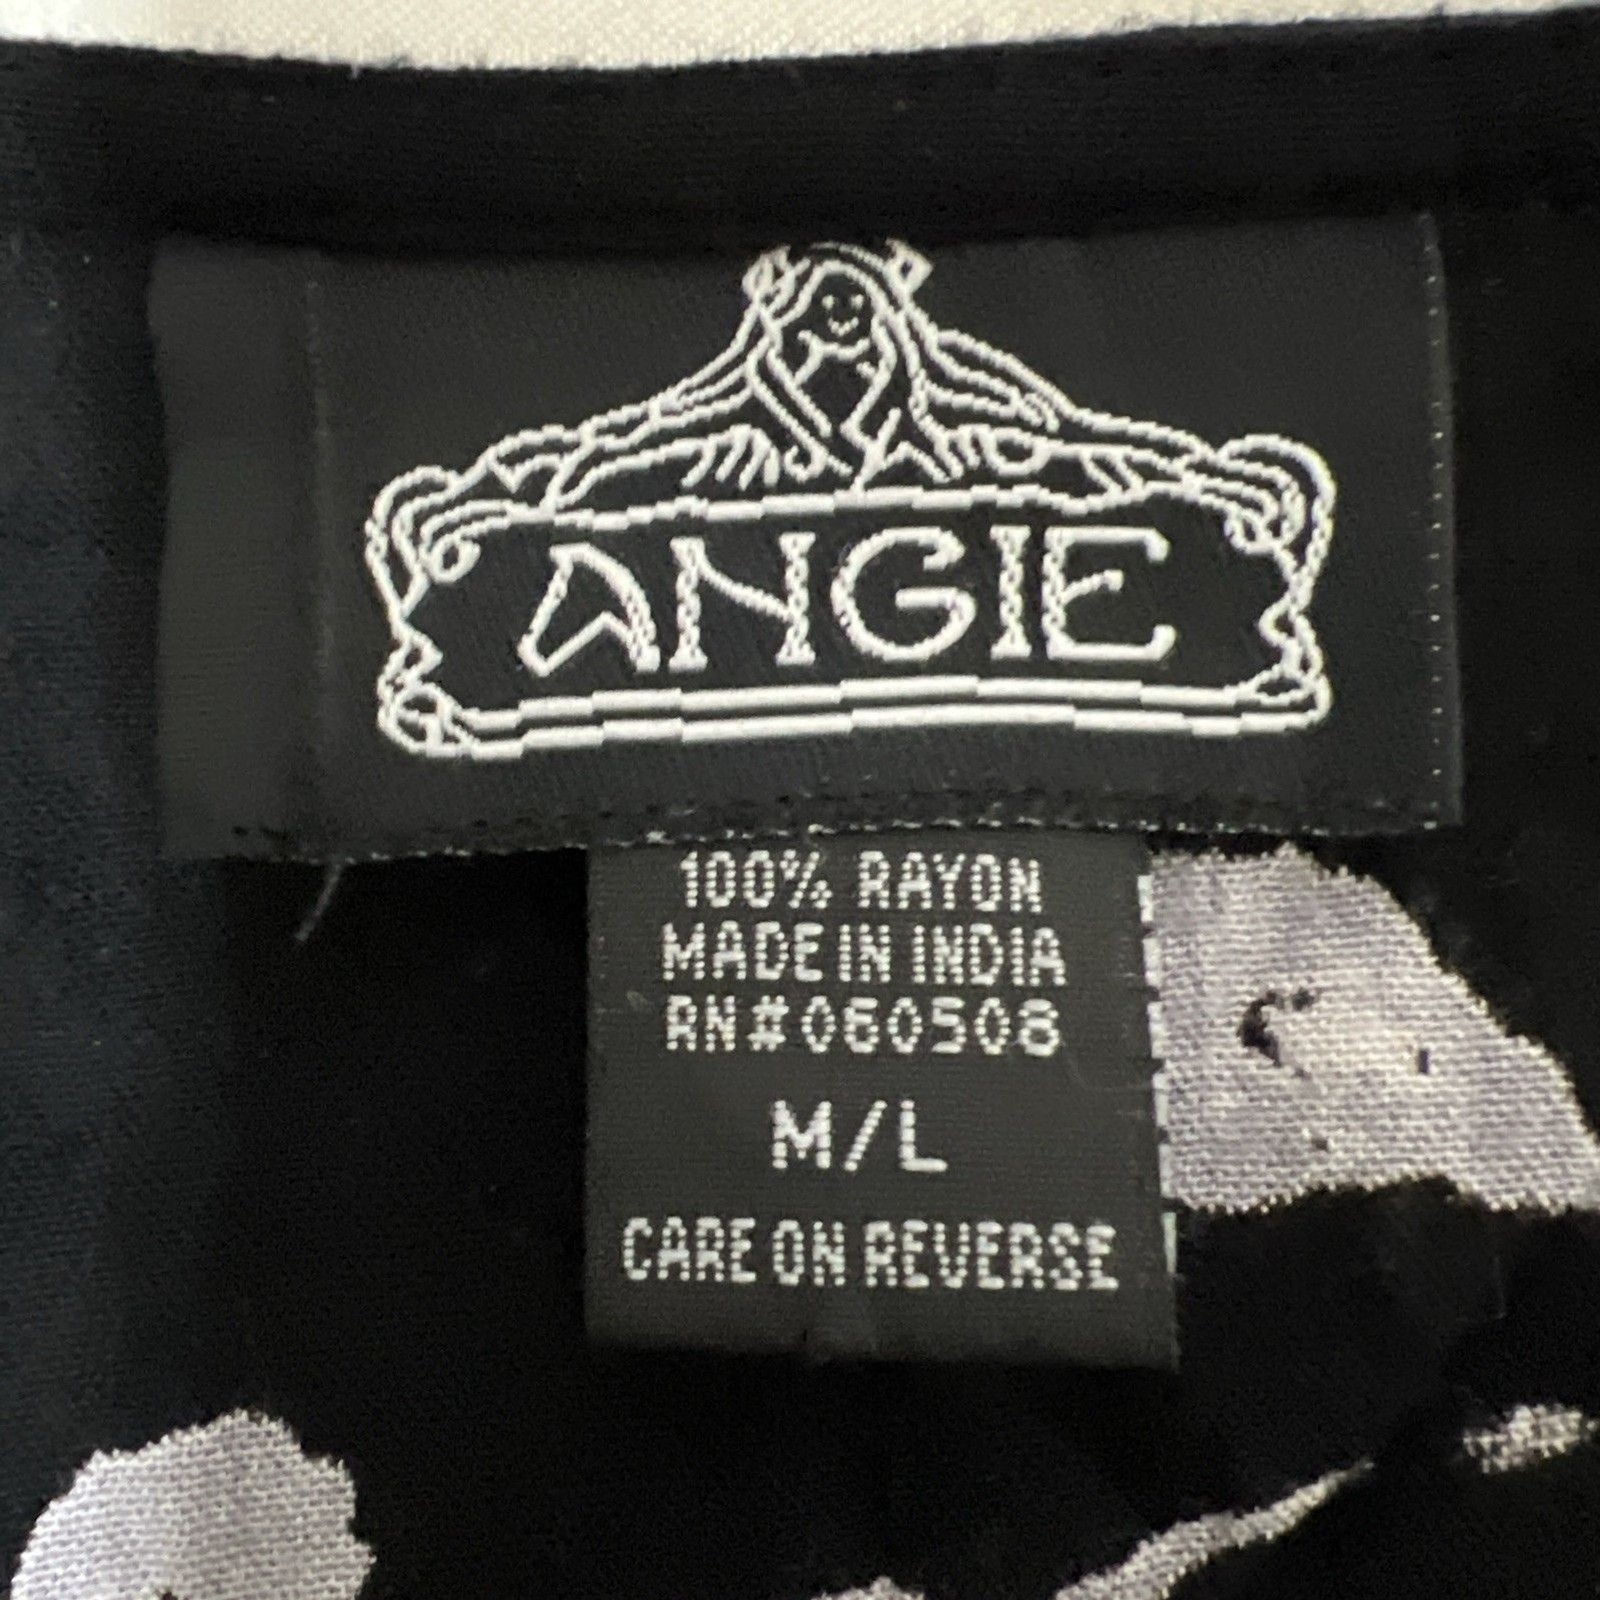 ANGIE
100% RAYON
MADE IN INDIA
RN#060508
M/L
CARE ON REVERSE